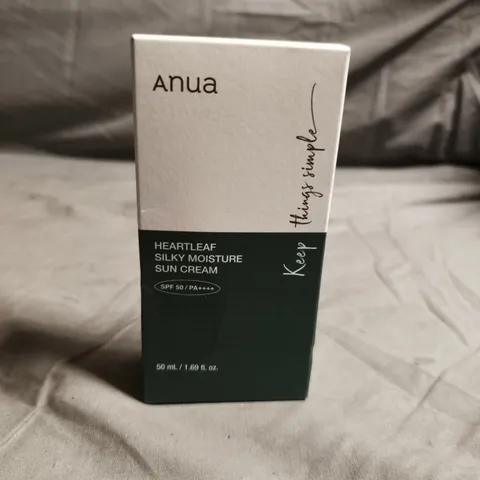 Anua
Keep things simple
HEARTLEAF
SILKY MOISTURE
SUN CREAM
SPF 50 / PA++++
50 mL / 1.69 fl. oz.